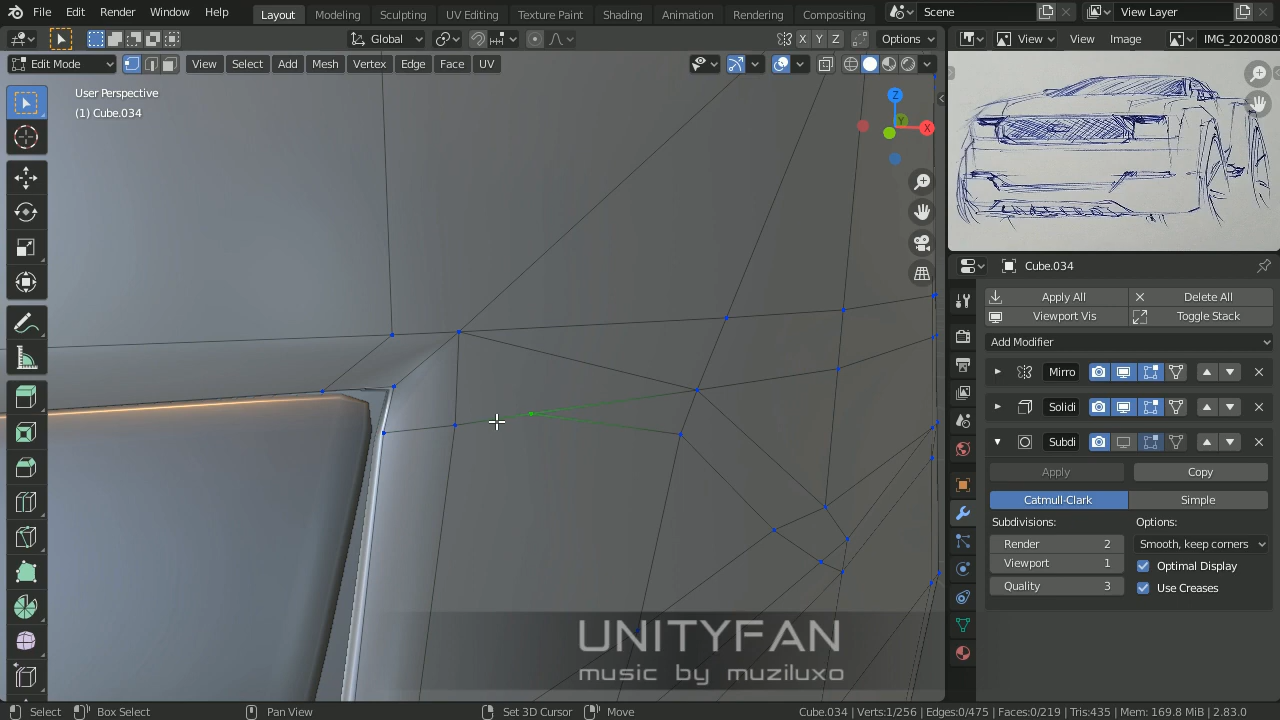 File Edit Render Window Help Layout Modeling Sculpting UV Editing Texture Paint Shading Animation Rendering Compositing Scene View Layer
Global X Y Z Options View View Image IMG_20200807
Edit Mode View Select Add Mesh Vertex Edge Face UV
User Perspective
(1) Cube.034
Z
Y
X
Cube.034
Apply All Delete All
Viewport Vis Toggle Stack
Add Modifier
Mirro
Solidi
Subdi
Apply Copy
Catmull-Clark Simple
Subdivisions: Options:
Render 2 Smooth, keep corners
Viewport 1 Optimal Display
Quality 3 Use Creases
UNITYFAN
music by muziluxo
Select Box Select Pan View Set 3D Cursor Move Cube.034 | Verts:1/256 | Edges:0/475 | Faces:0/219 | Tris:435 | Mem: 169.8 MiB | 2.83.0